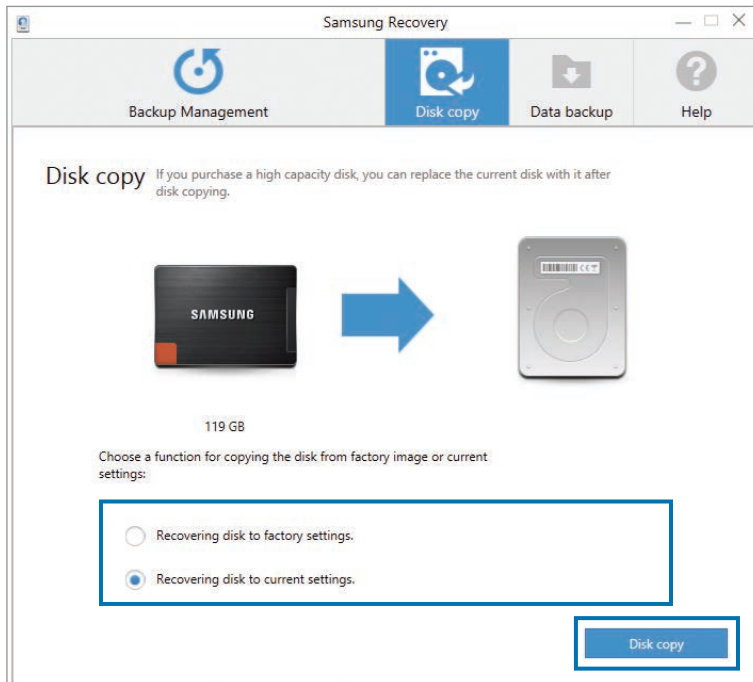 Samsung Recovery
Backup Management
Disk copy
Data backup
Help
Disk copy
If you purchase a high capacity disk, you can replace the current disk with it after
disk copying.
SAMSUNG
119 GB
Choose a function for copying the disk from factory image or current
settings:
Recovering disk to factory settings.
Recovering disk to current settings.
Disk copy